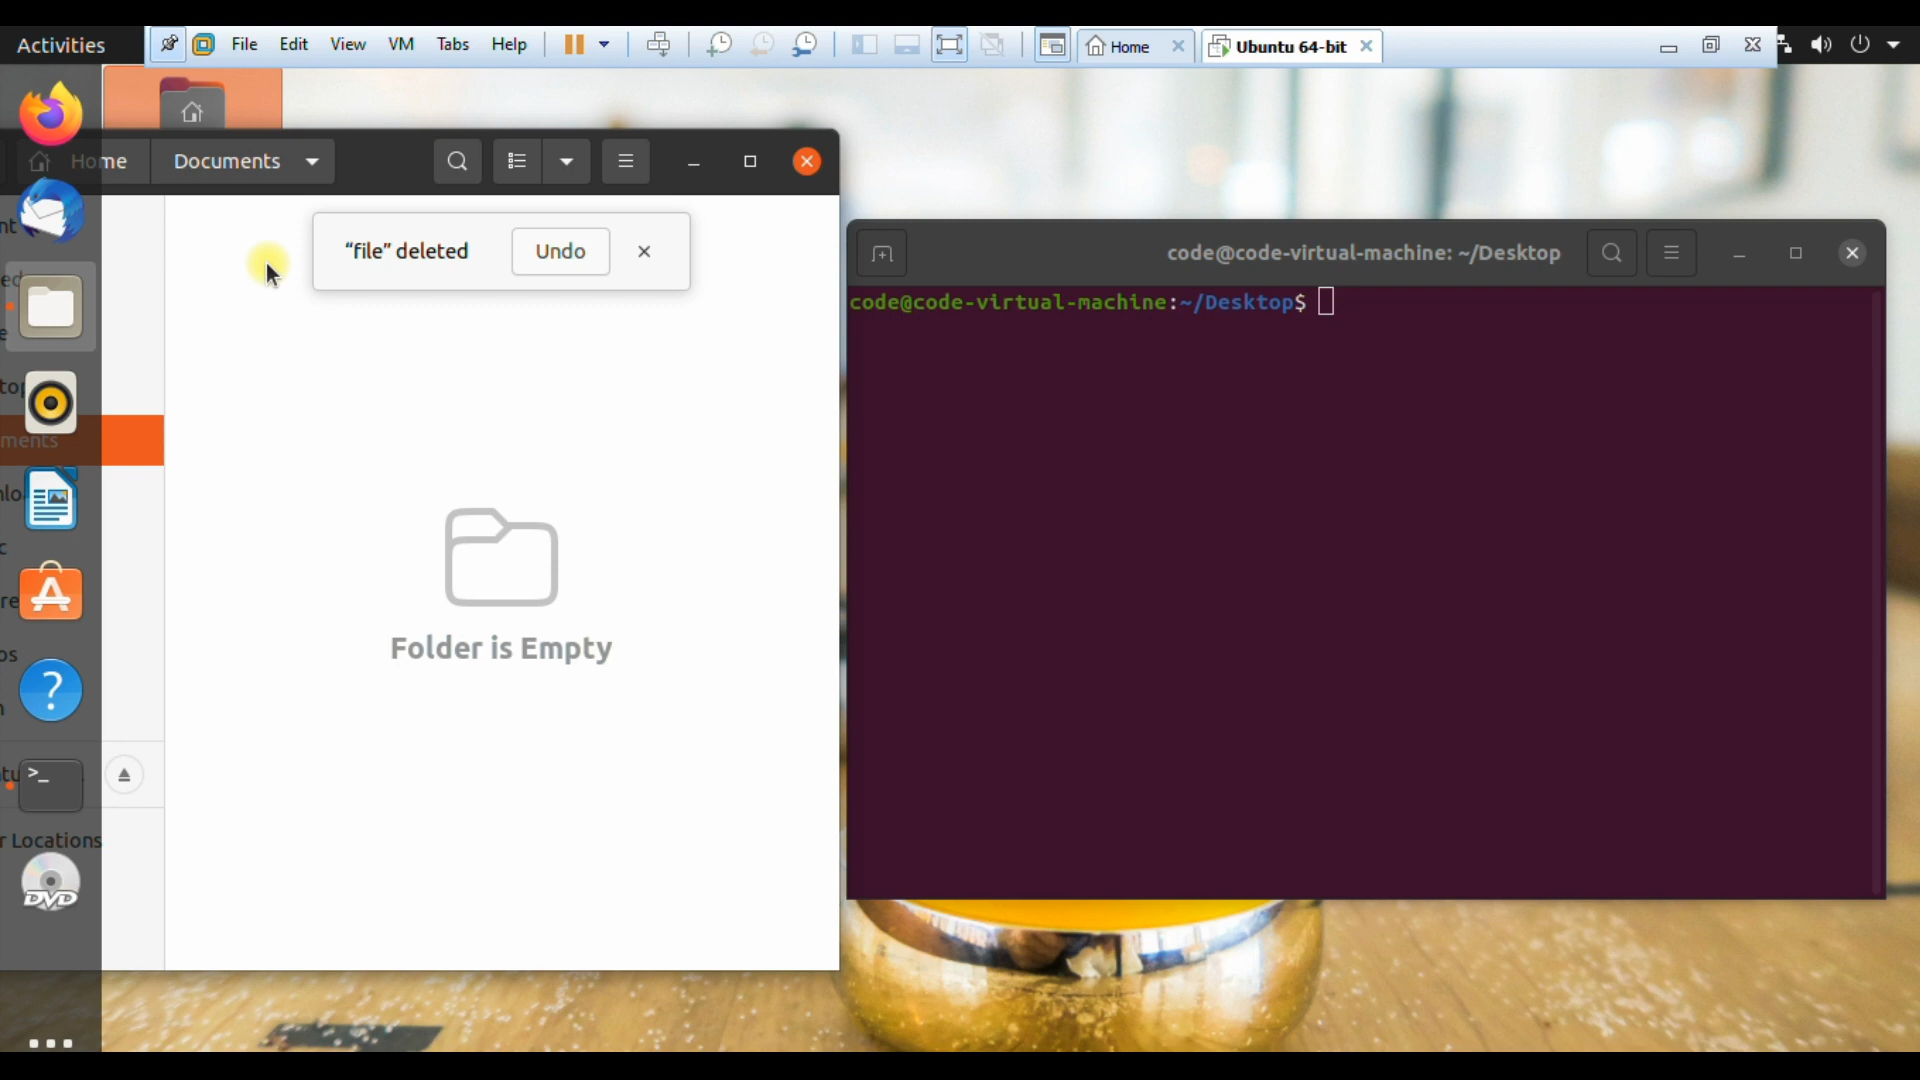 Activities
File Edit View VM Tabs Help
Home
Ubuntu 64-bit
Home Documents
"file" deleted Undo
code@code-virtual-machine: ~/Desktop
code@code-virtual-machine:~/Desktop$
Folder is Empty
r Locations
DVD